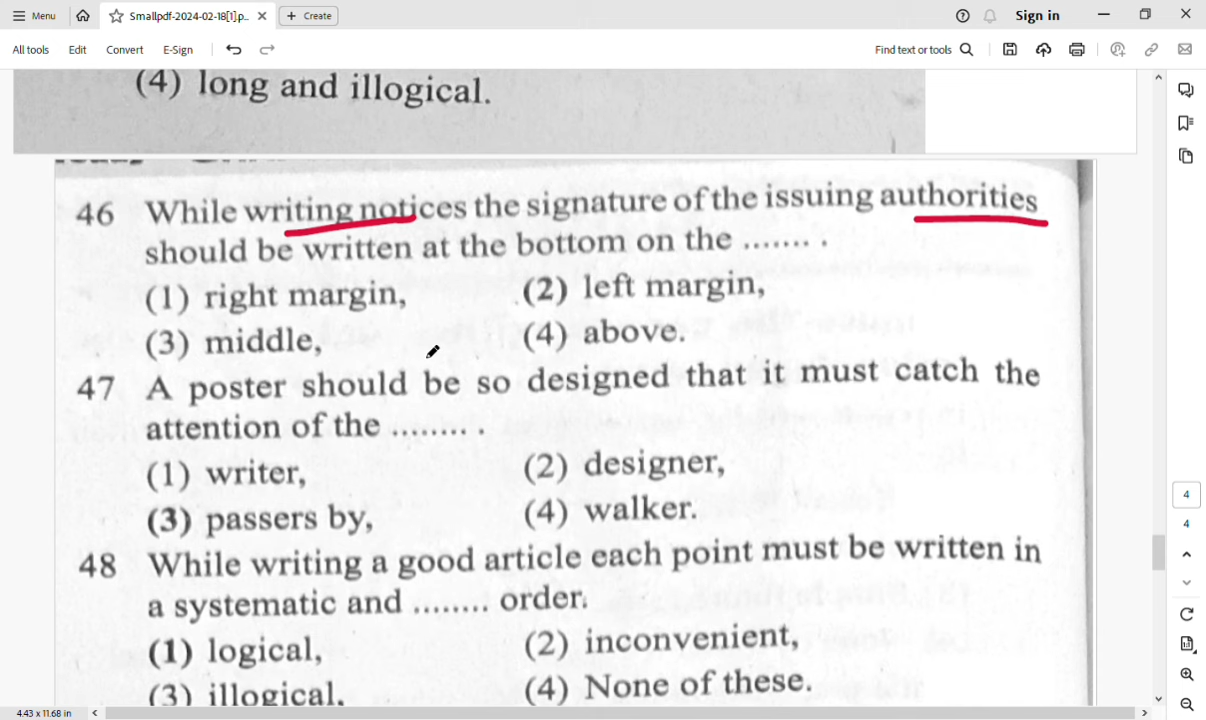 Menu Smallpdf-2024-02-18[1].p... Create Sign in
All tools Edit Convert E-Sign Find text or tools
(4) long and illogical.
46 While writing notices the signature of the issuing authorities
should be written at the bottom on the ....... .
(1) right margin, (2) left margin,
(3) middle, (4) above.
47 A poster should be so designed that it must catch the
attention of the ........ .
(1) writer, (2) designer,
(3) passers by, (4) walker.
48 While writing a good article each point must be written in
a systematic and ........ order.
(1) logical, (2) inconvenient,
(3) illogical, (4) None of these.
4
4
4.43 x 11.68 in